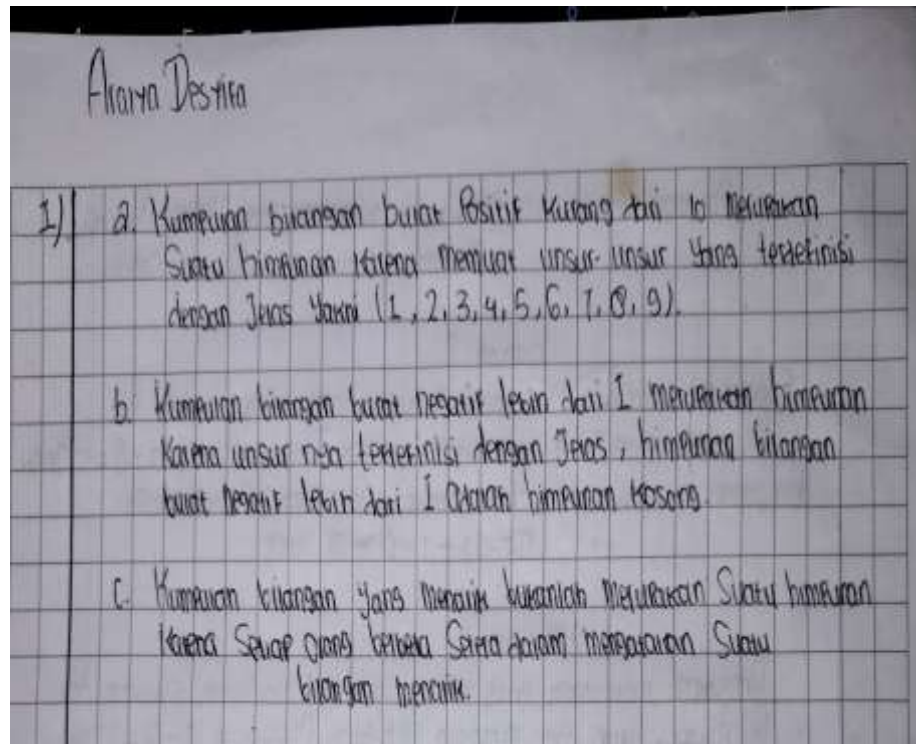 Desyita
1) a. Kumpulan bilangan bulat Positif Kurang dari 10 Merupakan
Suatu himpunan Karena Memuat unsur-unsur Yang terdefinisi
dengan Jelas Yakni (1, 2, 3, 4, 5, 6, 7, 8, 9).
b. Kumpulan bilangan bulat negatif lebih dari 1 merupakan himpunan
Karena unsur nya terdefinisi dengan Jelas, himpunan bilangan
bulat Negatif lebih dari 1 adalah himpunan Kosong.
C. Kumpulan bilangan yang menarik bukanlah Merupakan Suatu himpunan
Karena Setiap orang berbeda Selera dalam mengatakan Suatu
bilangan menarik.